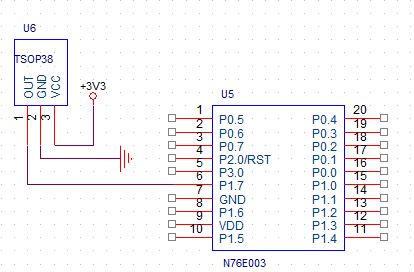 U6
TSOP38
OUT
GND
VCC
1
2
3
+3V3
U5
1 P0.5 P0.4 20
2 P0.6 P0.3 19
3 P0.7 P0.2 18
4 P2.0/RST P0.1 17
5 P3.0 P0.0 16
6 P1.7 P1.0 15
7 GND P1.1 14
8 P1.6 P1.2 13
9 VDD P1.3 12
10 P1.5 P1.4 11
N76E003